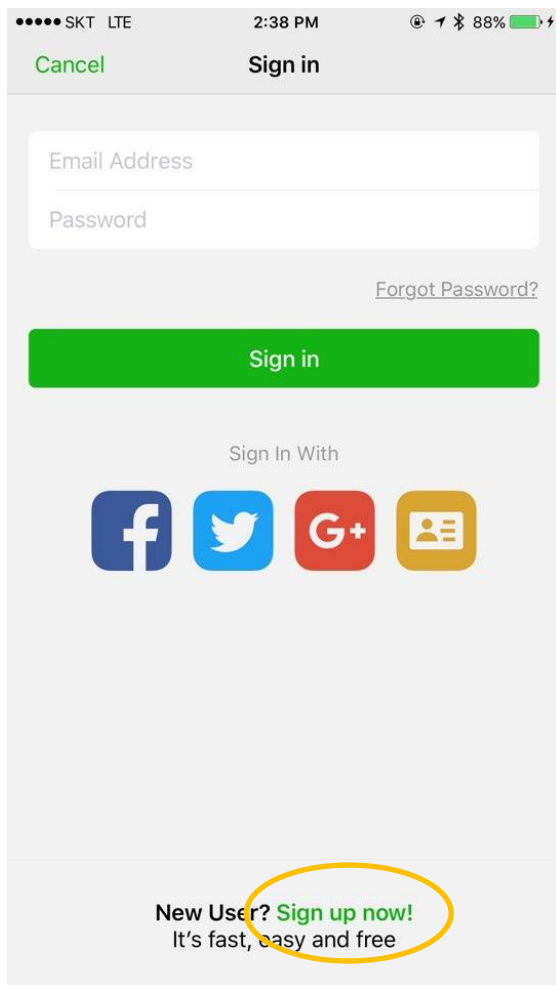 SKT LTE 2:38 PM 88%
Cancel Sign in
Email Address
Password
Forgot Password?
Sign in
Sign In With
f G+
New User? Sign up now!
It's fast, easy and free